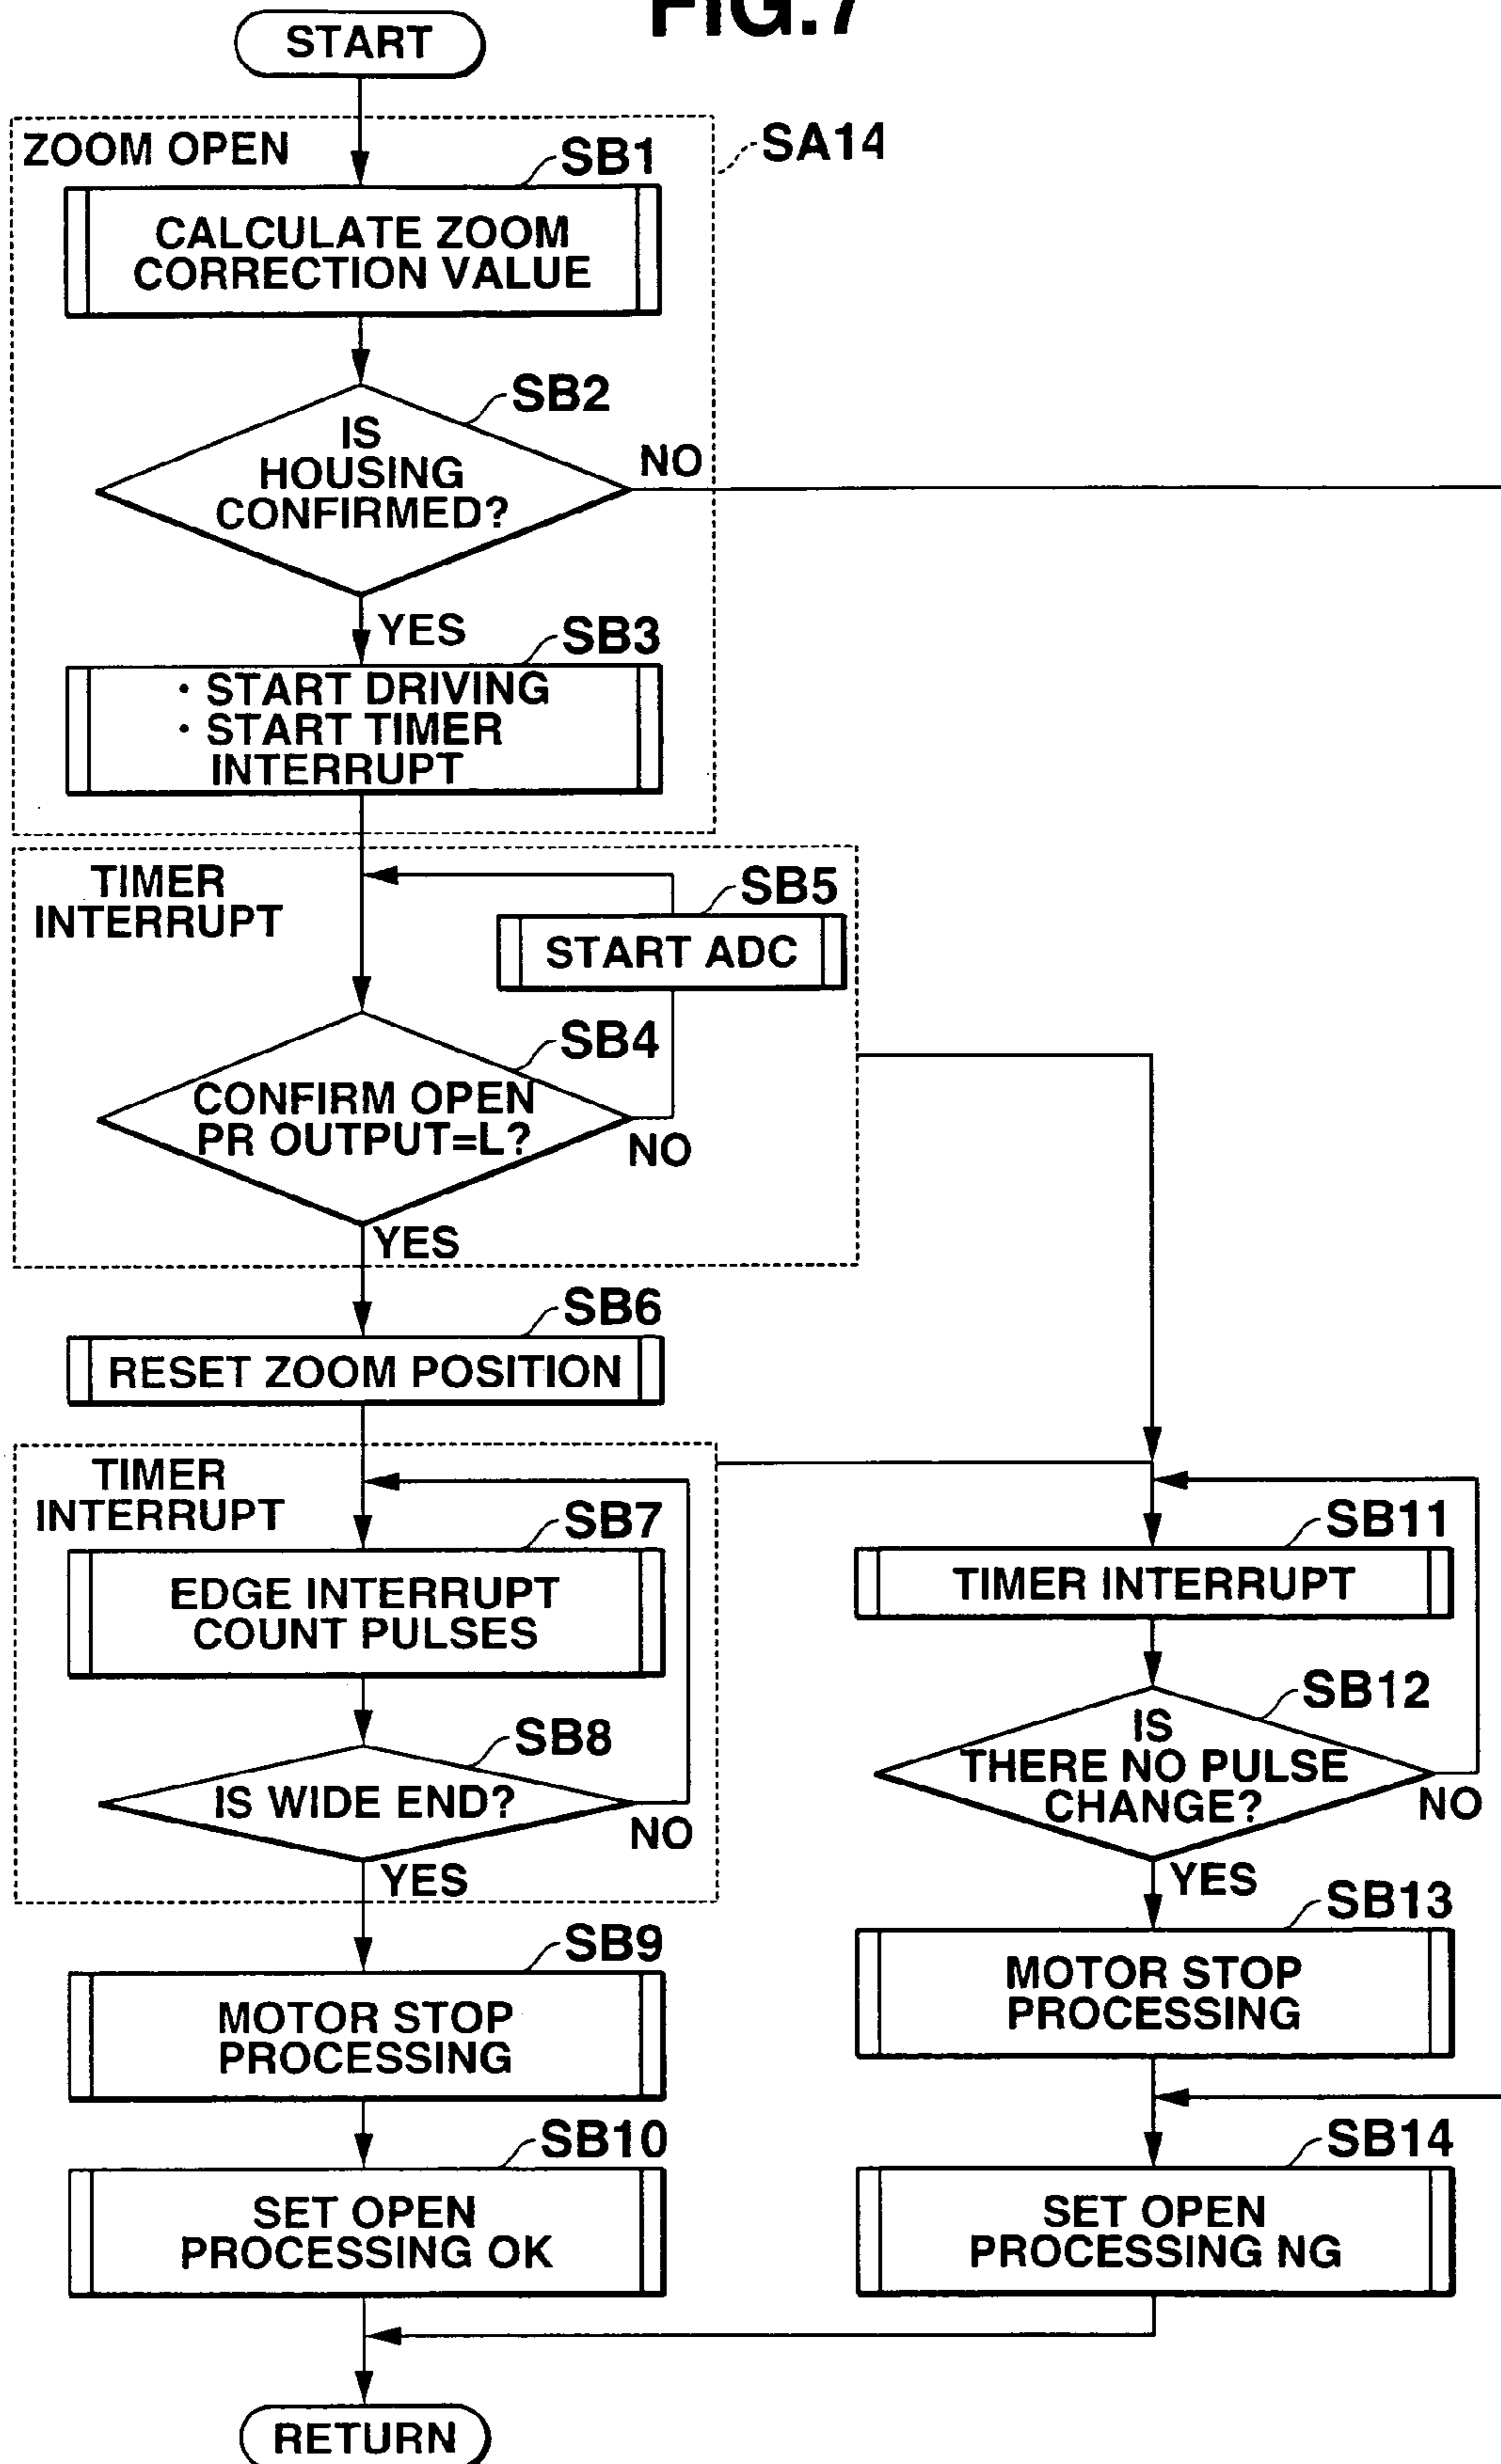 FIG.7
START
ZOOM OPEN
SA14
SB1
CALCULATE ZOOM
CORRECTION VALUE
SB2
IS
HOUSING
CONFIRMED?
NO
YES
SB3
· START DRIVING
· START TIMER
INTERRUPT
TIMER
INTERRUPT
SB5
START ADC
SB4
CONFIRM OPEN
PR OUTPUT=L?
NO
YES
SB6
RESET ZOOM POSITION
TIMER
INTERRUPT
SB7
EDGE INTERRUPT
COUNT PULSES
SB8
IS WIDE END?
NO
YES
SB9
MOTOR STOP
PROCESSING
SB10
SET OPEN
PROCESSING OK
SB11
TIMER INTERRUPT
SB12
IS
THERE NO PULSE
CHANGE?
NO
YES
SB13
MOTOR STOP
PROCESSING
SB14
SET OPEN
PROCESSING NG
RETURN